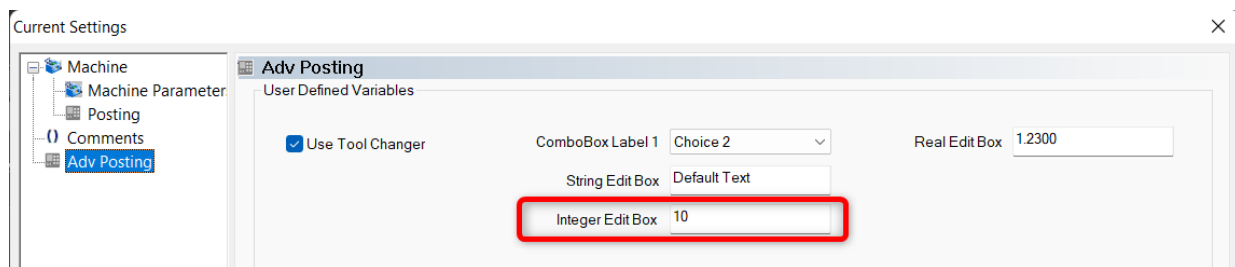 Current Settings
Machine
Machine Parameter
Posting
Comments
Adv Posting
Adv Posting
User Defined Variables
Use Tool Changer
ComboBox Label 1 Choice 2
Real Edit Box 1.2300
String Edit Box Default Text
Integer Edit Box 10